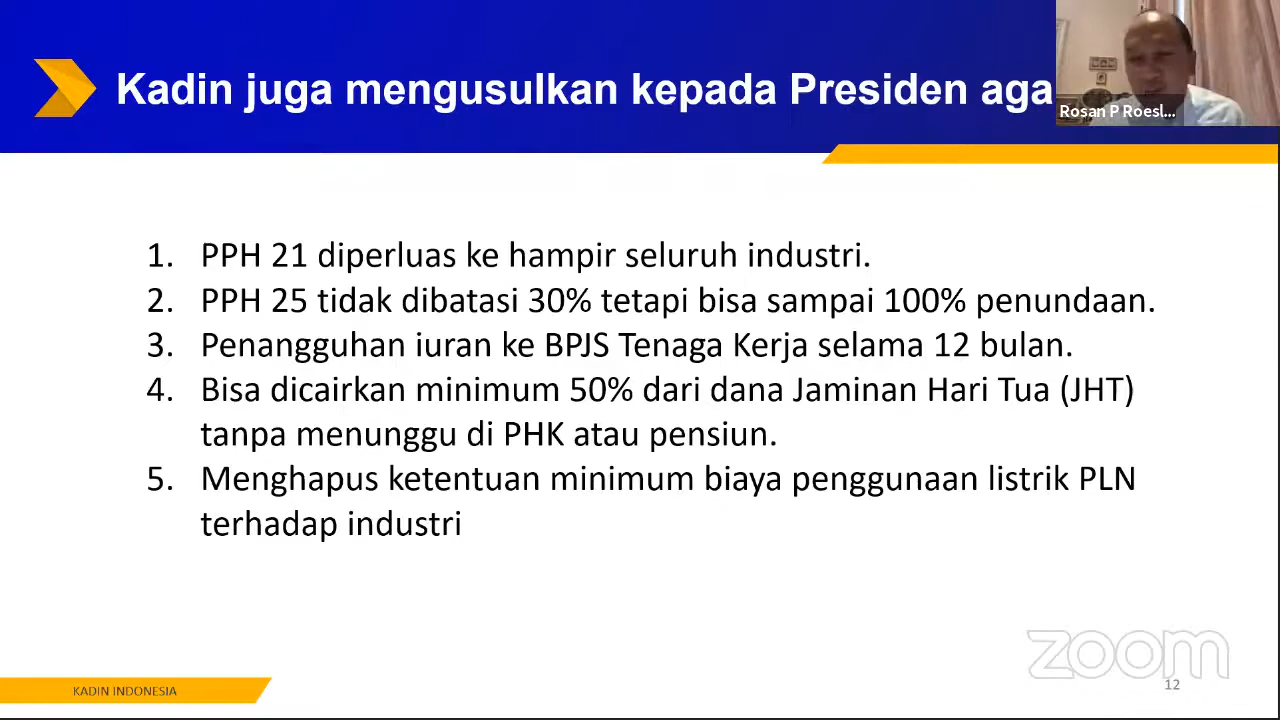 Kadin juga mengusulkan kepada Presiden aga
Rosan P Roesl...
1. PPH 21 diperluas ke hampir seluruh industri.
2. PPH 25 tidak dibatasi 30% tetapi bisa sampai 100% penundaan.
3. Penangguhan iuran ke BPJS Tenaga Kerja selama 12 bulan.
4. Bisa dicairkan minimum 50% dari dana Jaminan Hari Tua (JHT)
tanpa menunggu di PHK atau pensiun.
5. Menghapus ketentuan minimum biaya penggunaan listrik PLN
terhadap industri
zoom
12
KADIN INDONESIA